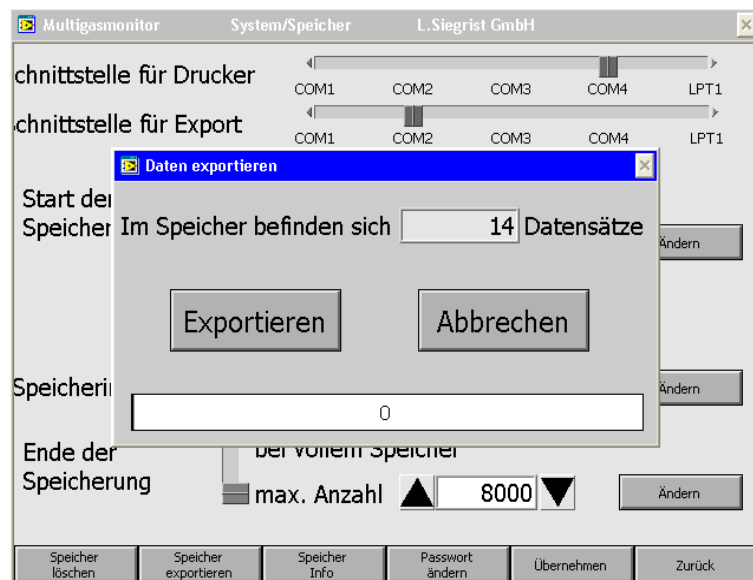 Multigasmonitor System/Speicher L.Siegrist GmbH
chnittstelle für Drucker
COM1 COM2 COM3 COM4 LPT1
chnittstelle für Export
COM1 COM2 COM3 COM4 LPT1
Daten exportieren
Start der
Speicher
Im Speicher befinden sich 14 Datensätze
Ändern
Exportieren Abbrechen
Speicheri
Ändern
0
Ende der
Speicherung
bei vollem Speicher
max. Anzahl 8000
Ändern
Speicher löschen
Speicher exportieren
Speicher Info
Passwort ändern
Übernehmen
Zurück